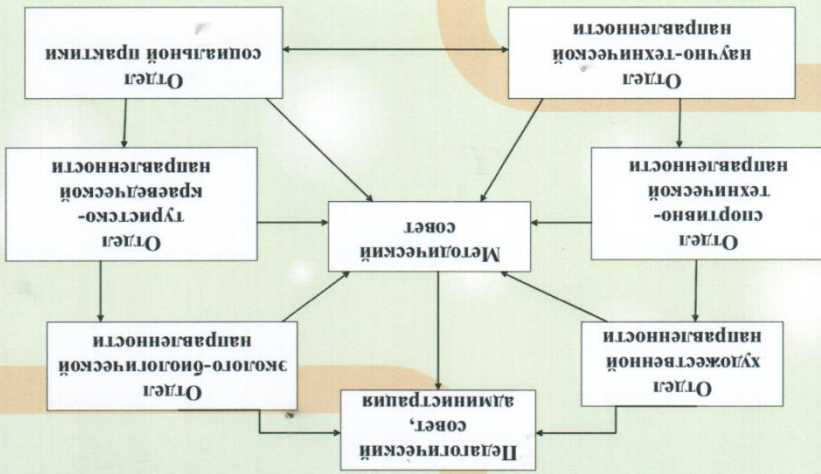 Педагогический
совет,
администрация
Отдел
художественной
направленности
Отдел
эколого-биологической
направленности
Методический
совет
Отдел
спортивно-
технической
направленности
Отдел
туристско-
краеведческой
направленности
Отдел
научно-технической
направленности
Отдел
социальной практики